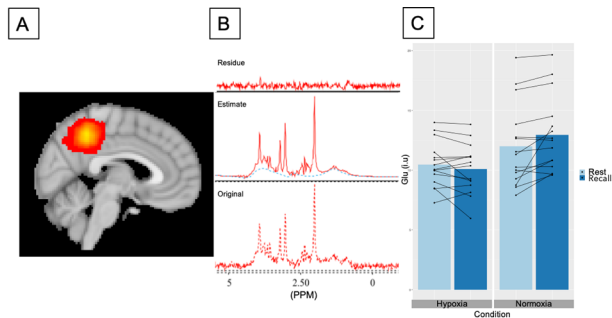 A
B
C
Residue
Estimate
Original
5
2.50
0
(PPM)
Glu (i.u)
Hypoxia
Normoxia
Condition
Rest
Recall